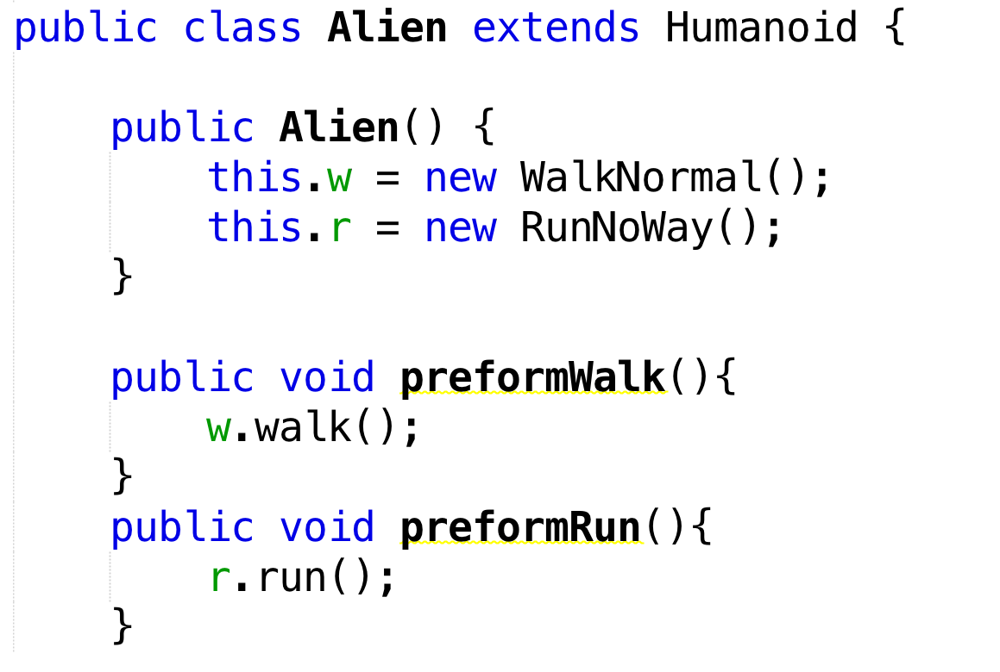 public class Alien extends Humanoid {
public Alien() {
this.w = new WalkNormal();
this.r = new RunNoWay();
}
public void preformWalk(){
w.walk();
}
public void preformRun(){
r.run();
}